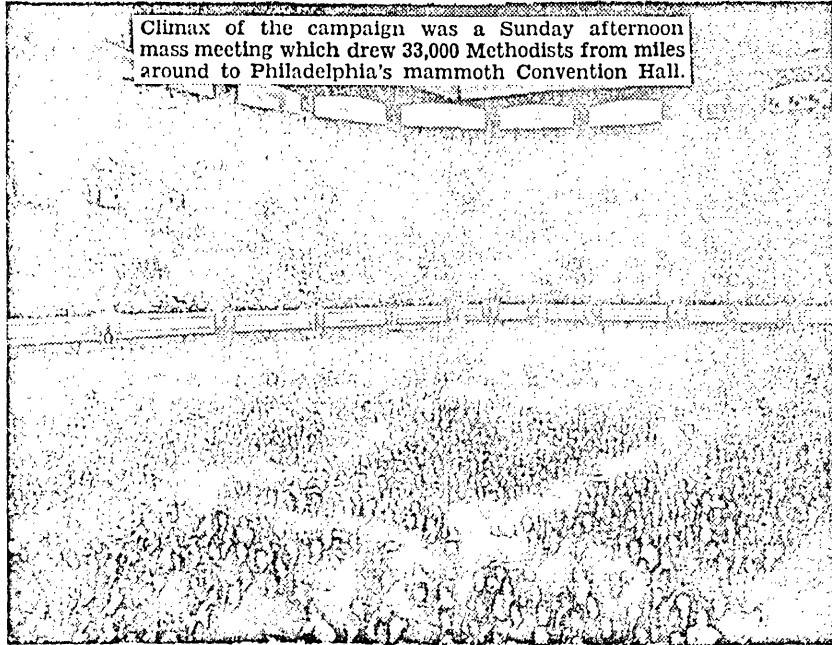 Climax of the campaign was a Sunday afternoon
mass meeting which drew 33,000 Methodists from miles
around to Philadelphia's mammoth Convention Hall.